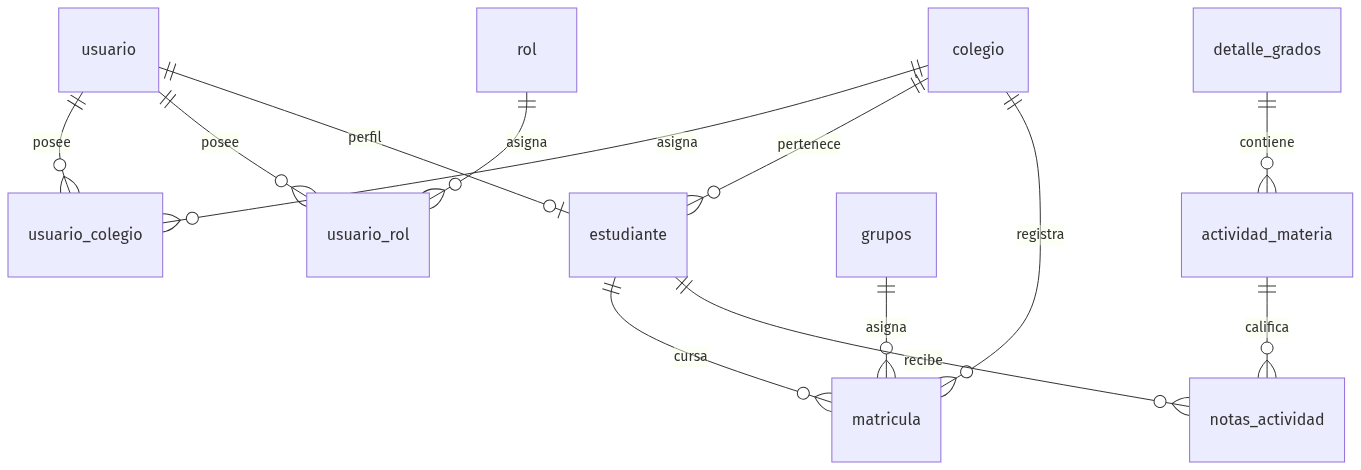 usuario
rol
colegio
detalle_grados
posee
posee
perfil
asigna
asigna
pertenece
contiene
usuario_colegio
usuario_rol
estudiante
grupos
registra
actividad_materia
cursa
asigna
recibe
califica
matricula
notas_actividad